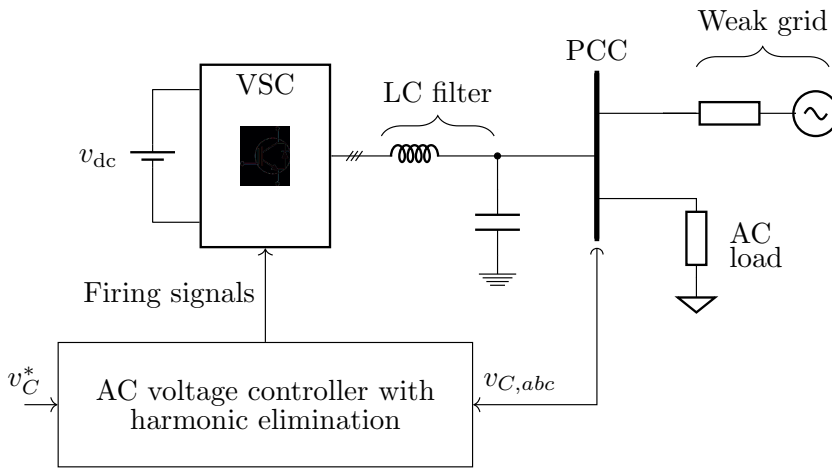 Weak grid
PCC
VSC
LC filter
v_dc
AC
load
Firing signals
v*_C
AC voltage controller with
harmonic elimination
v_C,abc